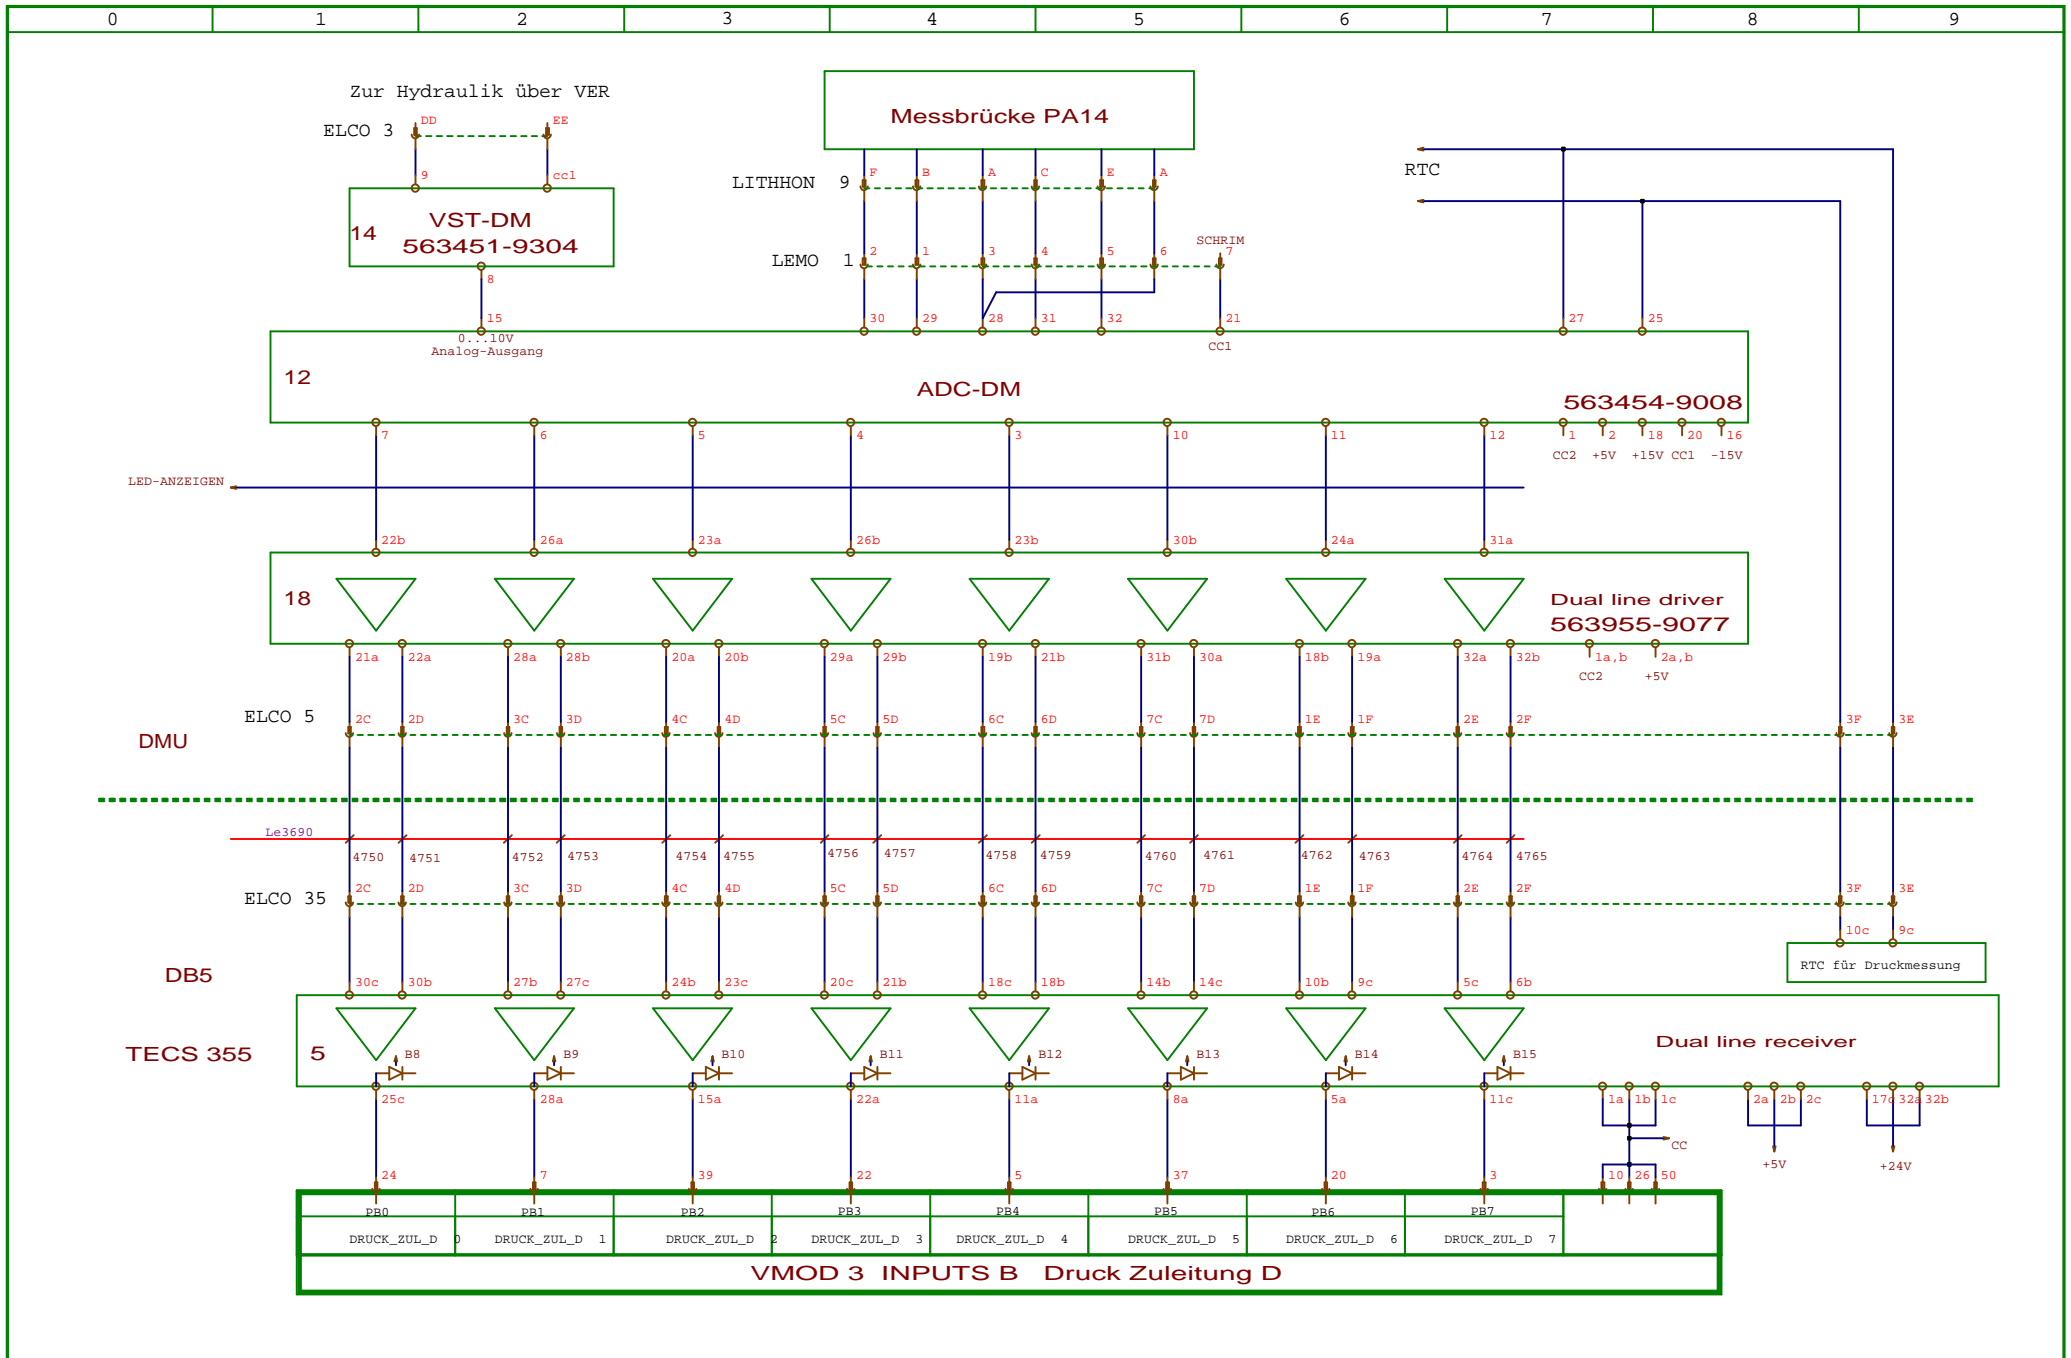 0 1 2 3 4 5 6 7 8 9
Zur Hydraulik über VER
ELCO 3 DD EE
9 cc1
14 VST-DM
563451-9304
8
15
0...10V
Analog-Ausgang
Messbrücke PA14
LITHHON 9 F B A C E A
LEMO 1 2 1 3 4 5 6 SCHRIM 7
30 29 28 31 32 21 27 25
CC1
RTC
12 ADC-DM
563454-9008
7 6 5 4 3 10 11 12 1 2 18 20 16
CC2 +5V +15V CC1 -15V
LED-ANZEIGEN
22b 26a 23a 26b 23b 30b 24a 31a
18 Dual line driver
563955-9077
21a 22a 28a 28b 20a 20b 29a 29b 19b 21b 31b 30a 18b 19a 32a 32b 1a,b 2a,b
CC2 +5V
ELCO 5 2C 2D 3C 3D 4C 4D 5C 5D 6C 6D 7C 7D 1E 1F 2E 2F 3F 3E
DMU
Le3690
4750 4751 4752 4753 4754 4755 4756 4757 4758 4759 4760 4761 4762 4763 4764 4765
ELCO 35 2C 2D 3C 3D 4C 4D 5C 5D 6C 6D 7C 7D 1E 1F 2E 2F 3F 3E
10c 9c
RTC für Druckmessung
DB5
30c 30b 27b 27c 24b 23c 20c 21b 18c 18b 14b 14c 10b 9c 5c 6b
TECS 355 5 Dual line receiver
B8 B9 B10 B11 B12 B13 B14 B15
25c 28a 15a 22a 11a 8a 5a 11c 1a 1b 1c 2a 2b 2c 17c 32a 32b
CC
+5V +24V
24 7 39 22 5 37 20 3 10 26 50
PB0 PB1 PB2 PB3 PB4 PB5 PB6 PB7
DRUCK_ZUL_D 0 DRUCK_ZUL_D 1 DRUCK_ZUL_D 2 DRUCK_ZUL_D 3 DRUCK_ZUL_D 4 DRUCK_ZUL_D 5 DRUCK_ZUL_D 6 DRUCK_ZUL_D 7
VMOD 3 INPUTS B Druck Zuleitung D